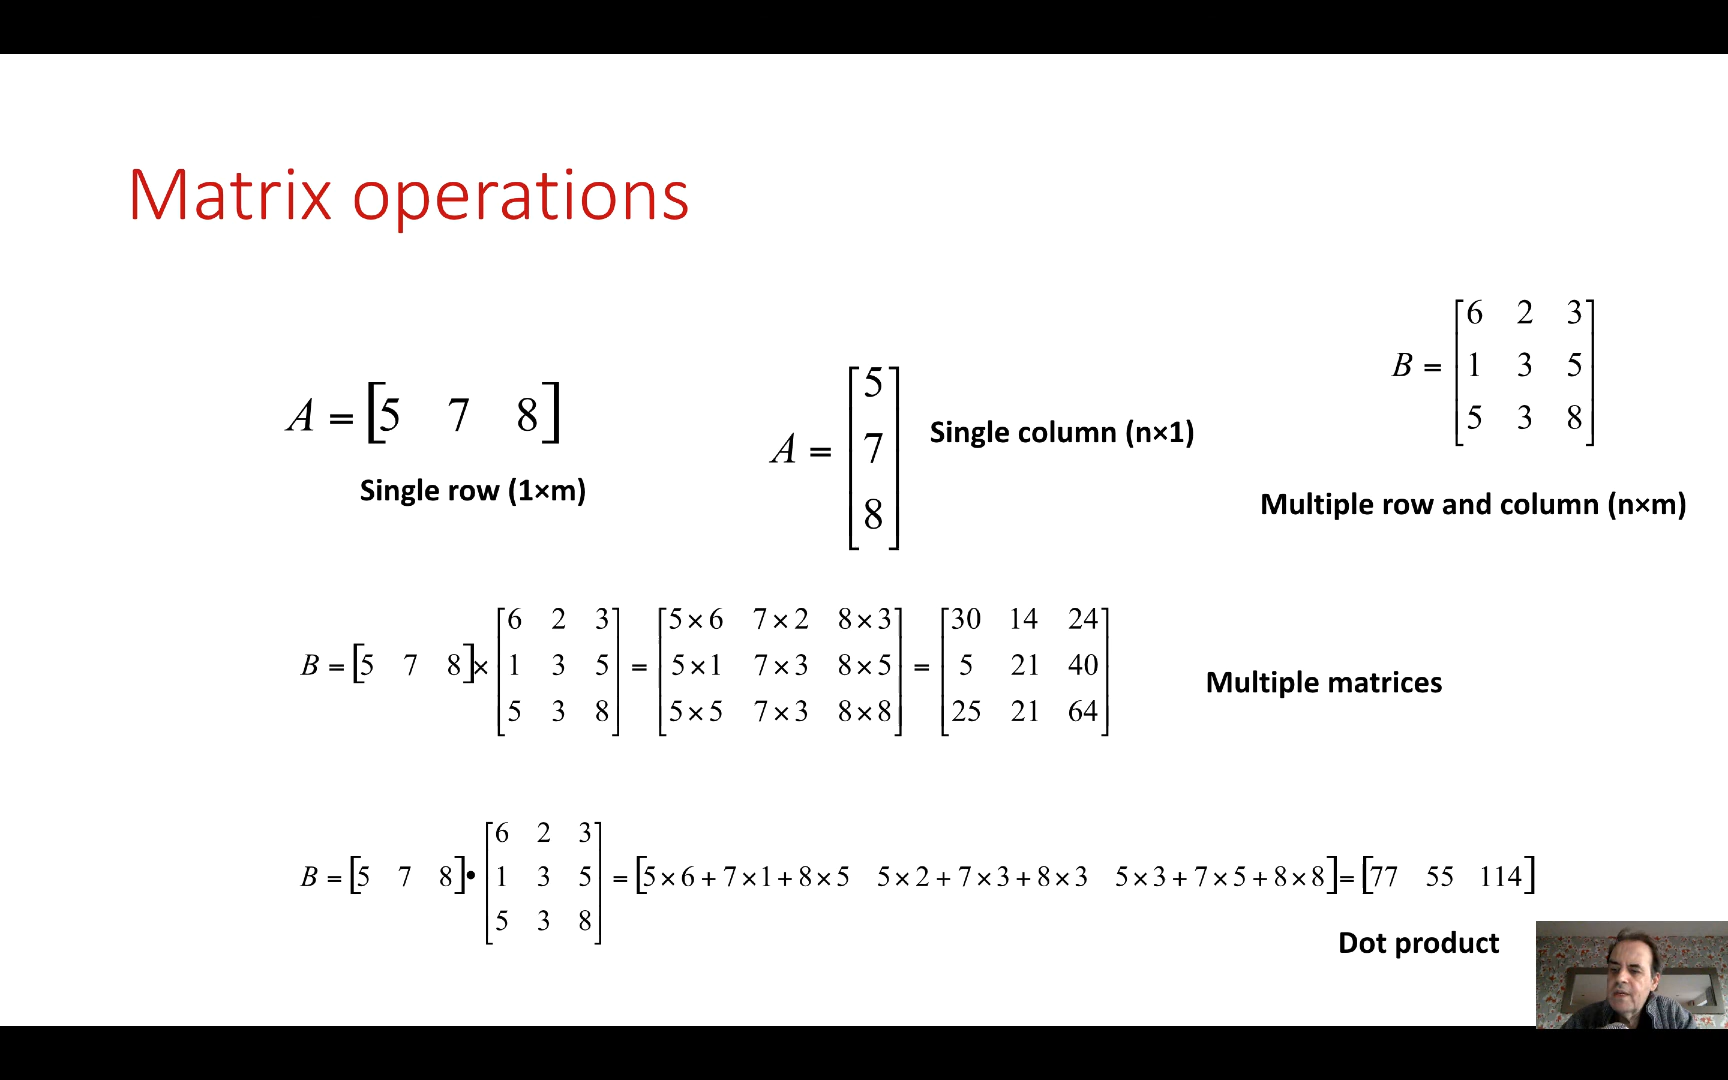 Matrix operations
A = [5 7 8]
Single row (1×m)
A = [5
7
8]
Single column (n×1)
B = [6 2 3
1 3 5
5 3 8]
Multiple row and column (n×m)
B = [5 7 8]× [6 2 3
1 3 5
5 3 8] = [5×6 7×2 8×3
5×1 7×3 8×5
5×5 7×3 8×8] = [30 14 24
5 21 40
25 21 64]
Multiple matrices
B = [5 7 8]• [6 2 3
1 3 5
5 3 8] = [5×6+7×1+8×5 5×2+7×3+8×3 5×3+7×5+8×8]= [77 55 114]
Dot product